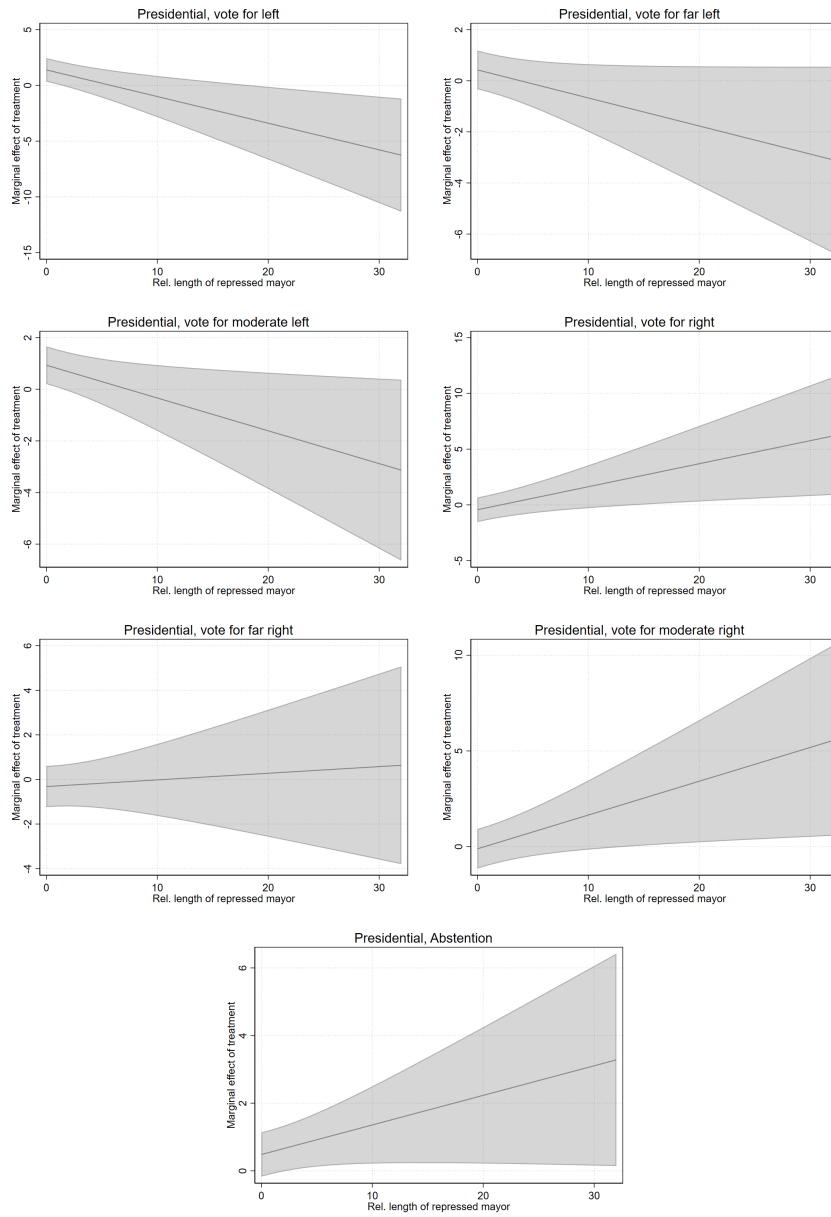 Presidential, vote for left
Marginal effect of treatment
5
0
-5
-10
-15
0 10 20 30
Rel. length of repressed mayor
Presidential, vote for far left
Marginal effect of treatment
2
0
-2
-4
-6
0 10 20 30
Rel. length of repressed mayor
Presidential, vote for moderate left
Marginal effect of treatment
2
0
-2
-4
-6
0 10 20 30
Rel. length of repressed mayor
Presidential, vote for right
Marginal effect of treatment
15
10
5
0
-5
0 10 20 30
Rel. length of repressed mayor
Presidential, vote for far right
Marginal effect of treatment
6
4
2
0
-2
-4
0 10 20 30
Rel. length of repressed mayor
Presidential, vote for moderate right
Marginal effect of treatment
10
5
0
0 10 20 30
Rel. length of repressed mayor
Presidential, Abstention
Marginal effect of treatment
6
4
2
0
0 10 20 30
Rel. length of repressed mayor